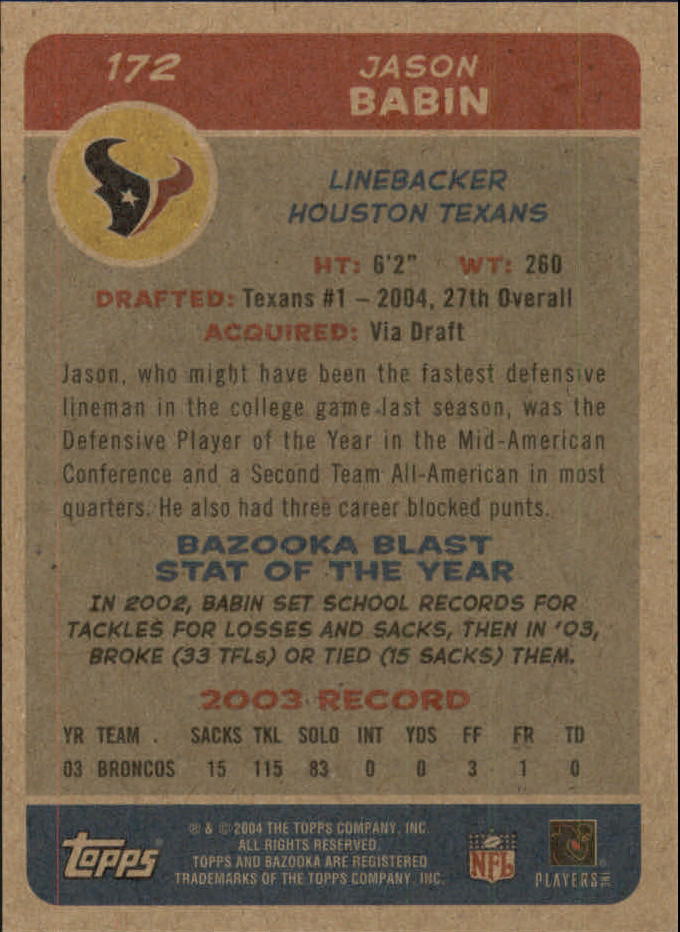 172
JASON
BABIN
LINEBACKER
HOUSTON TEXANS
HT: 6'2" WT: 260
DRAFTED: Texans #1 – 2004, 27th Overall
ACQUIRED: Via Draft
Jason, who might have been the fastest defensive
lineman in the college game last season, was the
Defensive Player of the Year in the Mid-American
Conference and a Second Team All-American in most
quarters. He also had three career blocked punts.
BAZOOKA BLAST
STAT OF THE YEAR
IN 2002, BABIN SET SCHOOL RECORDS FOR
TACKLES FOR LOSSES AND SACKS, THEN IN '03,
BROKE (33 TFLs) OR TIED (15 SACKS) THEM.
2003 RECORD
YR TEAM SACKS TKL SOLO INT YDS FF FR TD
03 BRONCOS 15 115 83 0 0 3 1 0
topps
® & © 2004 THE TOPPS COMPANY, INC.
ALL RIGHTS RESERVED.
TOPPS AND BAZOOKA ARE REGISTERED
TRADEMARKS OF THE TOPPS COMPANY, INC.
NFL
PLAYERS INC